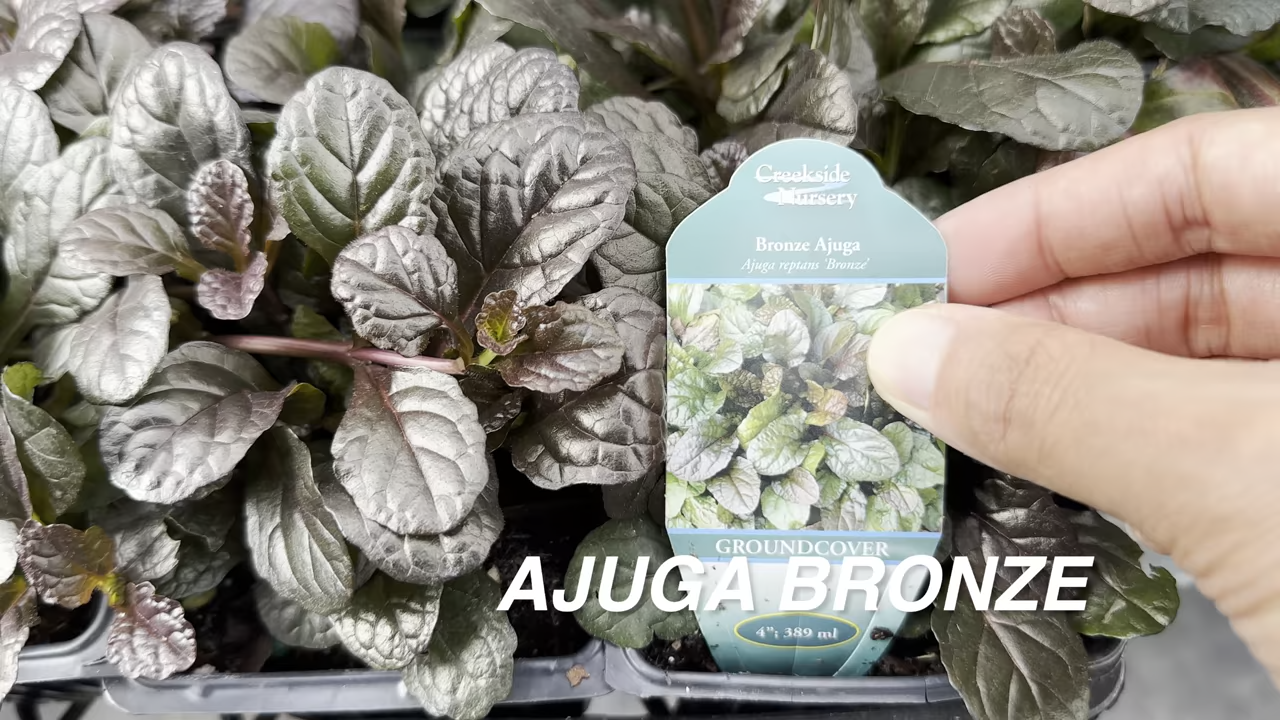 Creekside
Nursery
Bronze Ajuga
Ajuga reptans 'Bronze'
GROUNDCOVER
AJUGA BRONZE
4"; 389 ml